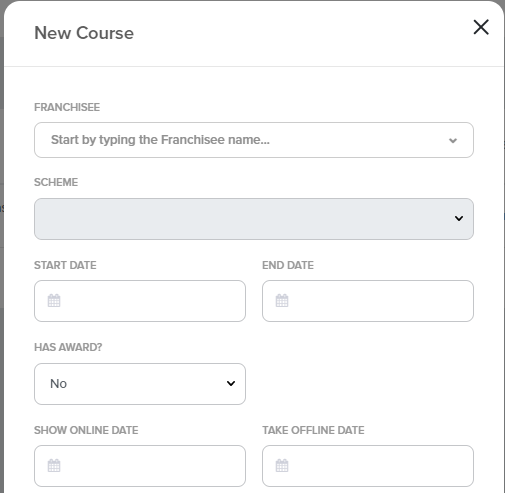 New Course
FRANCHISEE
Start by typing the Franchisee name...
SCHEME
START DATE END DATE
HAS AWARD?
No
SHOW ONLINE DATE TAKE OFFLINE DATE